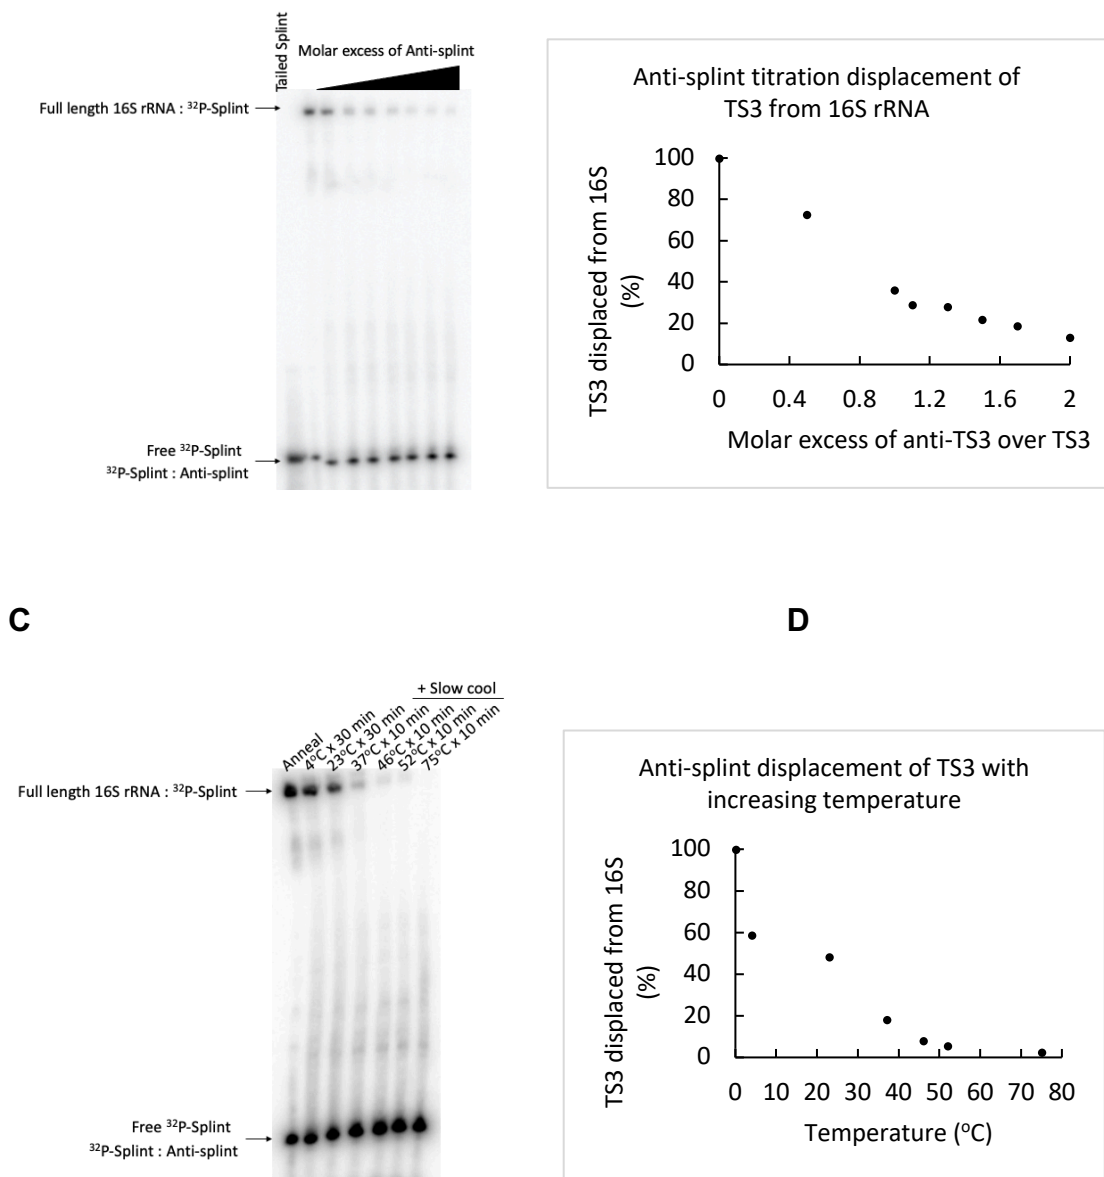 Tailed Splint
Molar excess of Anti-splint
Full length 16S rRNA : ³²P-Splint
Free ³²P-Splint
³²P-Splint : Anti-splint
Anti-splint titration displacement of
TS3 from 16S rRNA
TS3 displaced from 16S
(%)
100
80
60
40
20
0
0 0.4 0.8 1.2 1.6 2
Molar excess of anti-TS3 over TS3
C
D
+ Slow cool
Anneal
4°C x 30 min
23°C x 30 min
37°C x 10 min
46°C x 10 min
52°C x 10 min
75°C x 10 min
Full length 16S rRNA : ³²P-Splint
Free ³²P-Splint
³²P-Splint : Anti-splint
Anti-splint displacement of TS3 with
increasing temperature
TS3 displaced from 16S
(%)
100
80
60
40
20
0
0 10 20 30 40 50 60 70 80
Temperature (°C)